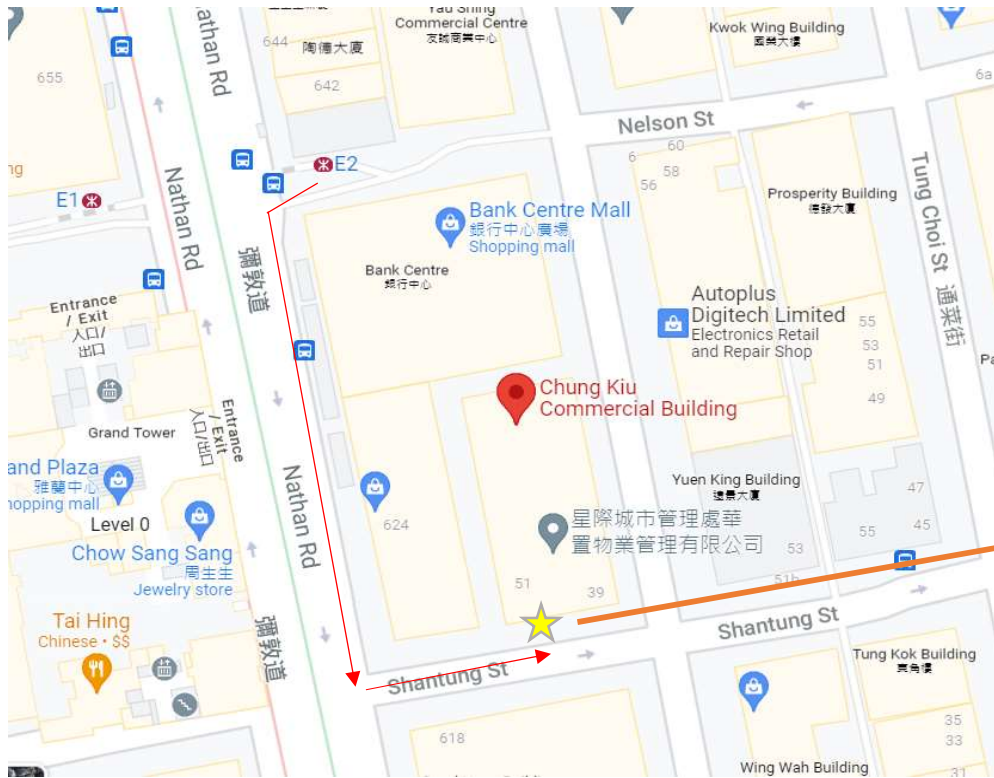 athan Rd
644
陶德大廈
642
Commercial Centre
友誠商業中心
Kwok Wing Building
國榮大樓
6a
655
Nathan Rd
E1
E2
Nelson St
6
60
58
56
Tung Choi St 通菜街
Prosperity Building
德發大廈
彌敦道
Bank Centre Mall
銀行中心廣場
Shopping mall
Bank Centre
銀行中心
Entrance
/ Exit
入口/
出口
Autoplus
Digitech Limited
Electronics Retail
and Repair Shop
55
53
51
49
Chung Kiu
Commercial Building
Grand Tower
Entrance
/ Exit
入口/出口
and Plaza
雅蘭中心
hopping mall
Level 0
Chow Sang Sang
周生生
Jewelry store
Nathan Rd
624
Yuen King Building
遠景大廈
星際城市管理處華
置物業管理有限公司
53
51b
47
45
55
51
39
Tai Hing
Chinese • $$
彌敦道
Shantung St
Shantung St
Tung Kok Building
東角樓
618
35
33
31
Wing Wah Building